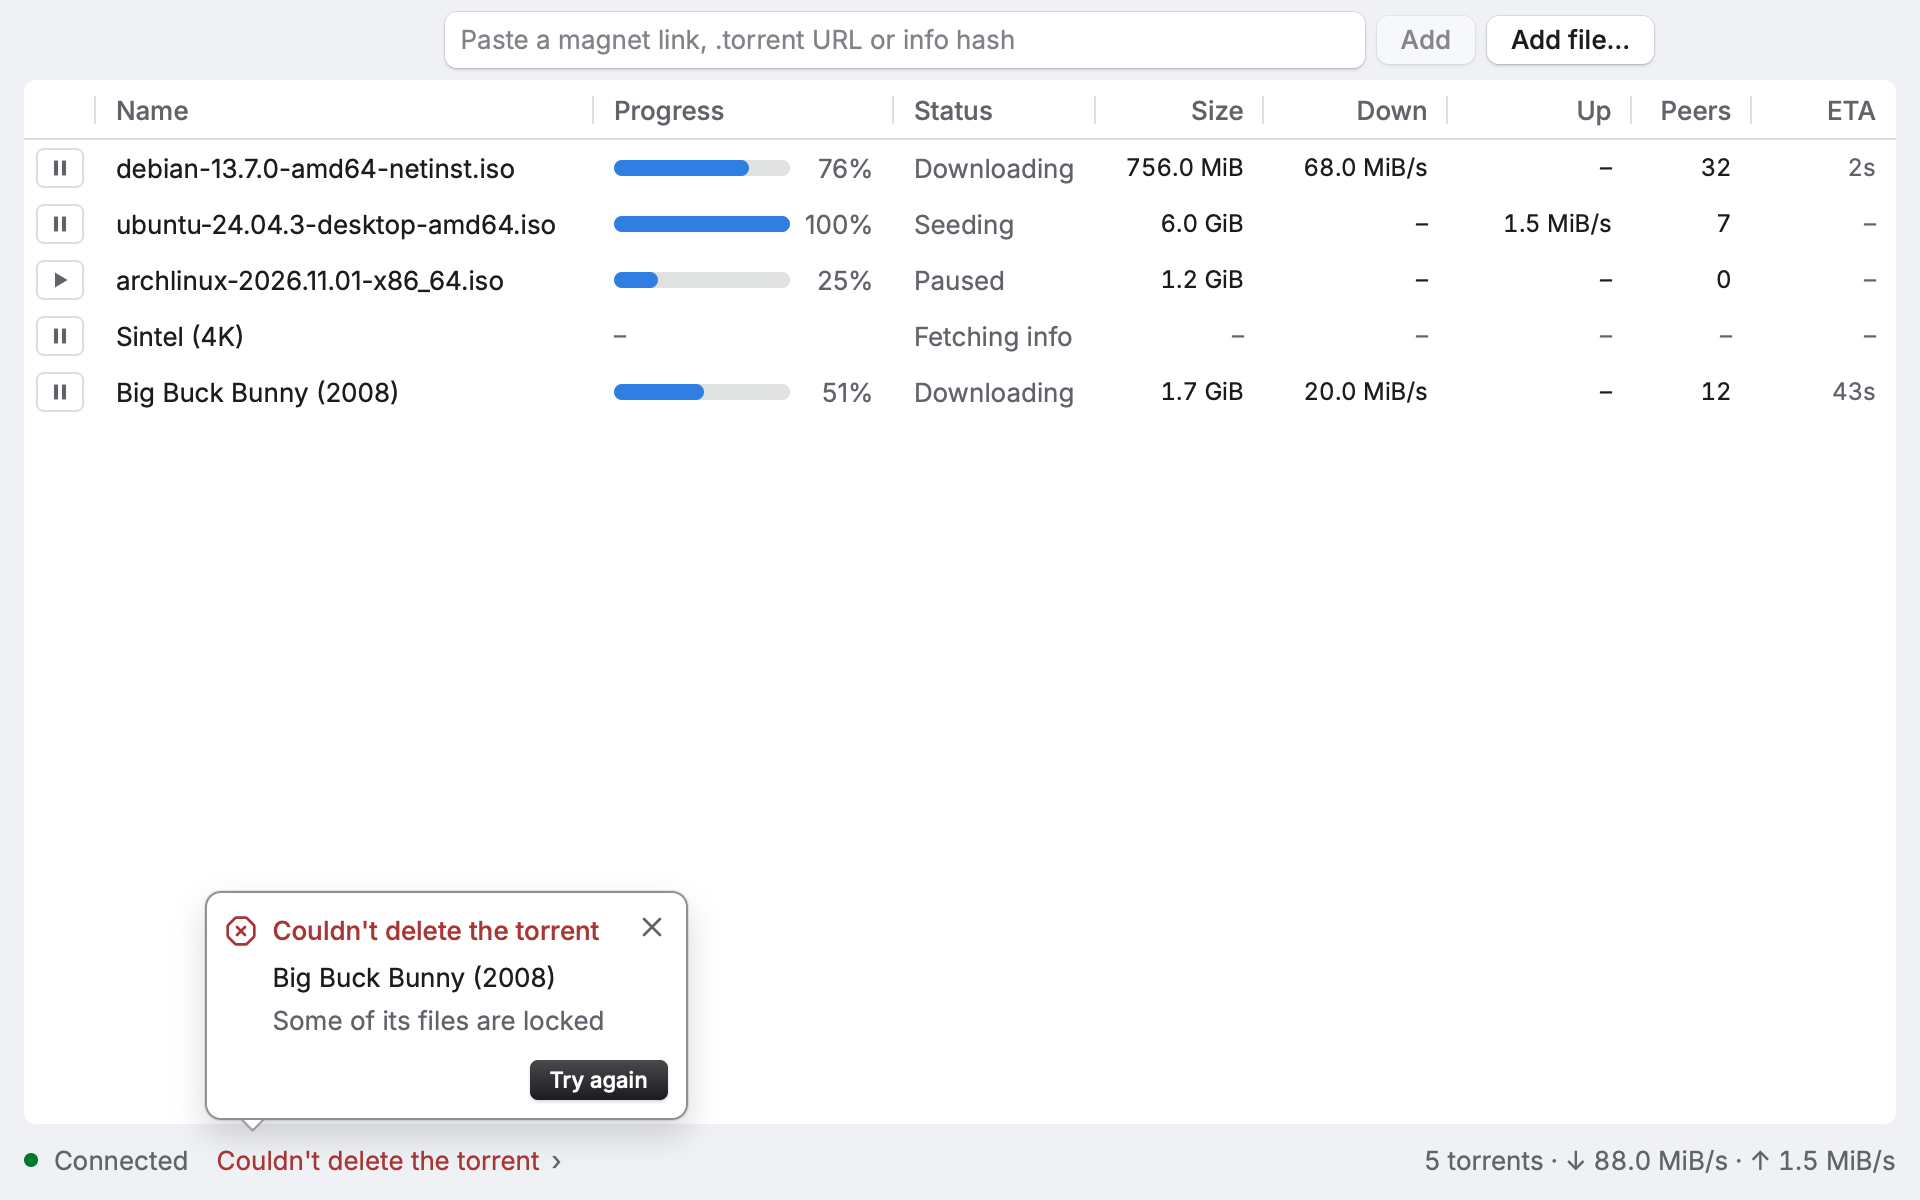 Paste a magnet link, .torrent URL or info hash Add Add file...
Name Progress Status Size Down Up Peers ETA
debian-13.7.0-amd64-netinst.iso 76% Downloading 756.0 MiB 68.0 MiB/s – 32 2s
ubuntu-24.04.3-desktop-amd64.iso 100% Seeding 6.0 GiB – 1.5 MiB/s 7 –
archlinux-2026.11.01-x86_64.iso 25% Paused 1.2 GiB – – 0 –
Sintel (4K) – Fetching info – – – – –
Big Buck Bunny (2008) 51% Downloading 1.7 GiB 20.0 MiB/s – 12 43s
Couldn't delete the torrent
Big Buck Bunny (2008)
Some of its files are locked
Try again
Connected Couldn't delete the torrent › 5 torrents · ↓ 88.0 MiB/s · ↑ 1.5 MiB/s